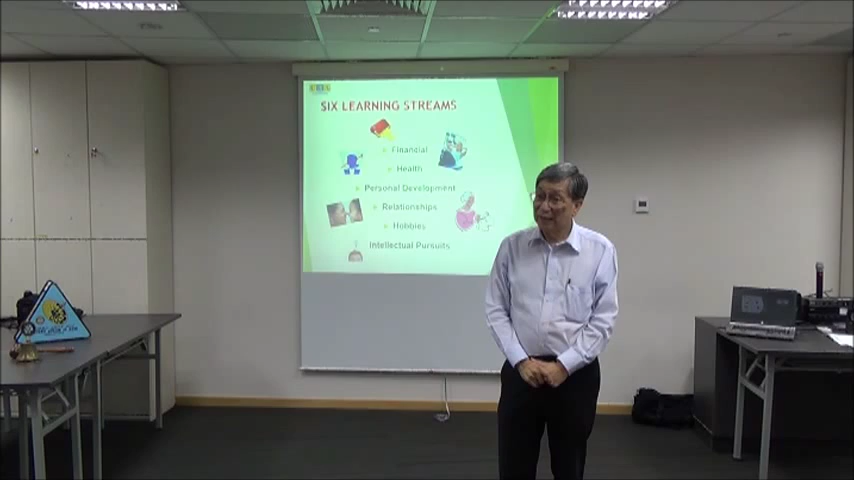 SIX LEARNING STREAMS
Financial
Health
Personal Development
Relationships
Hobbies
Intellectual Pursuits